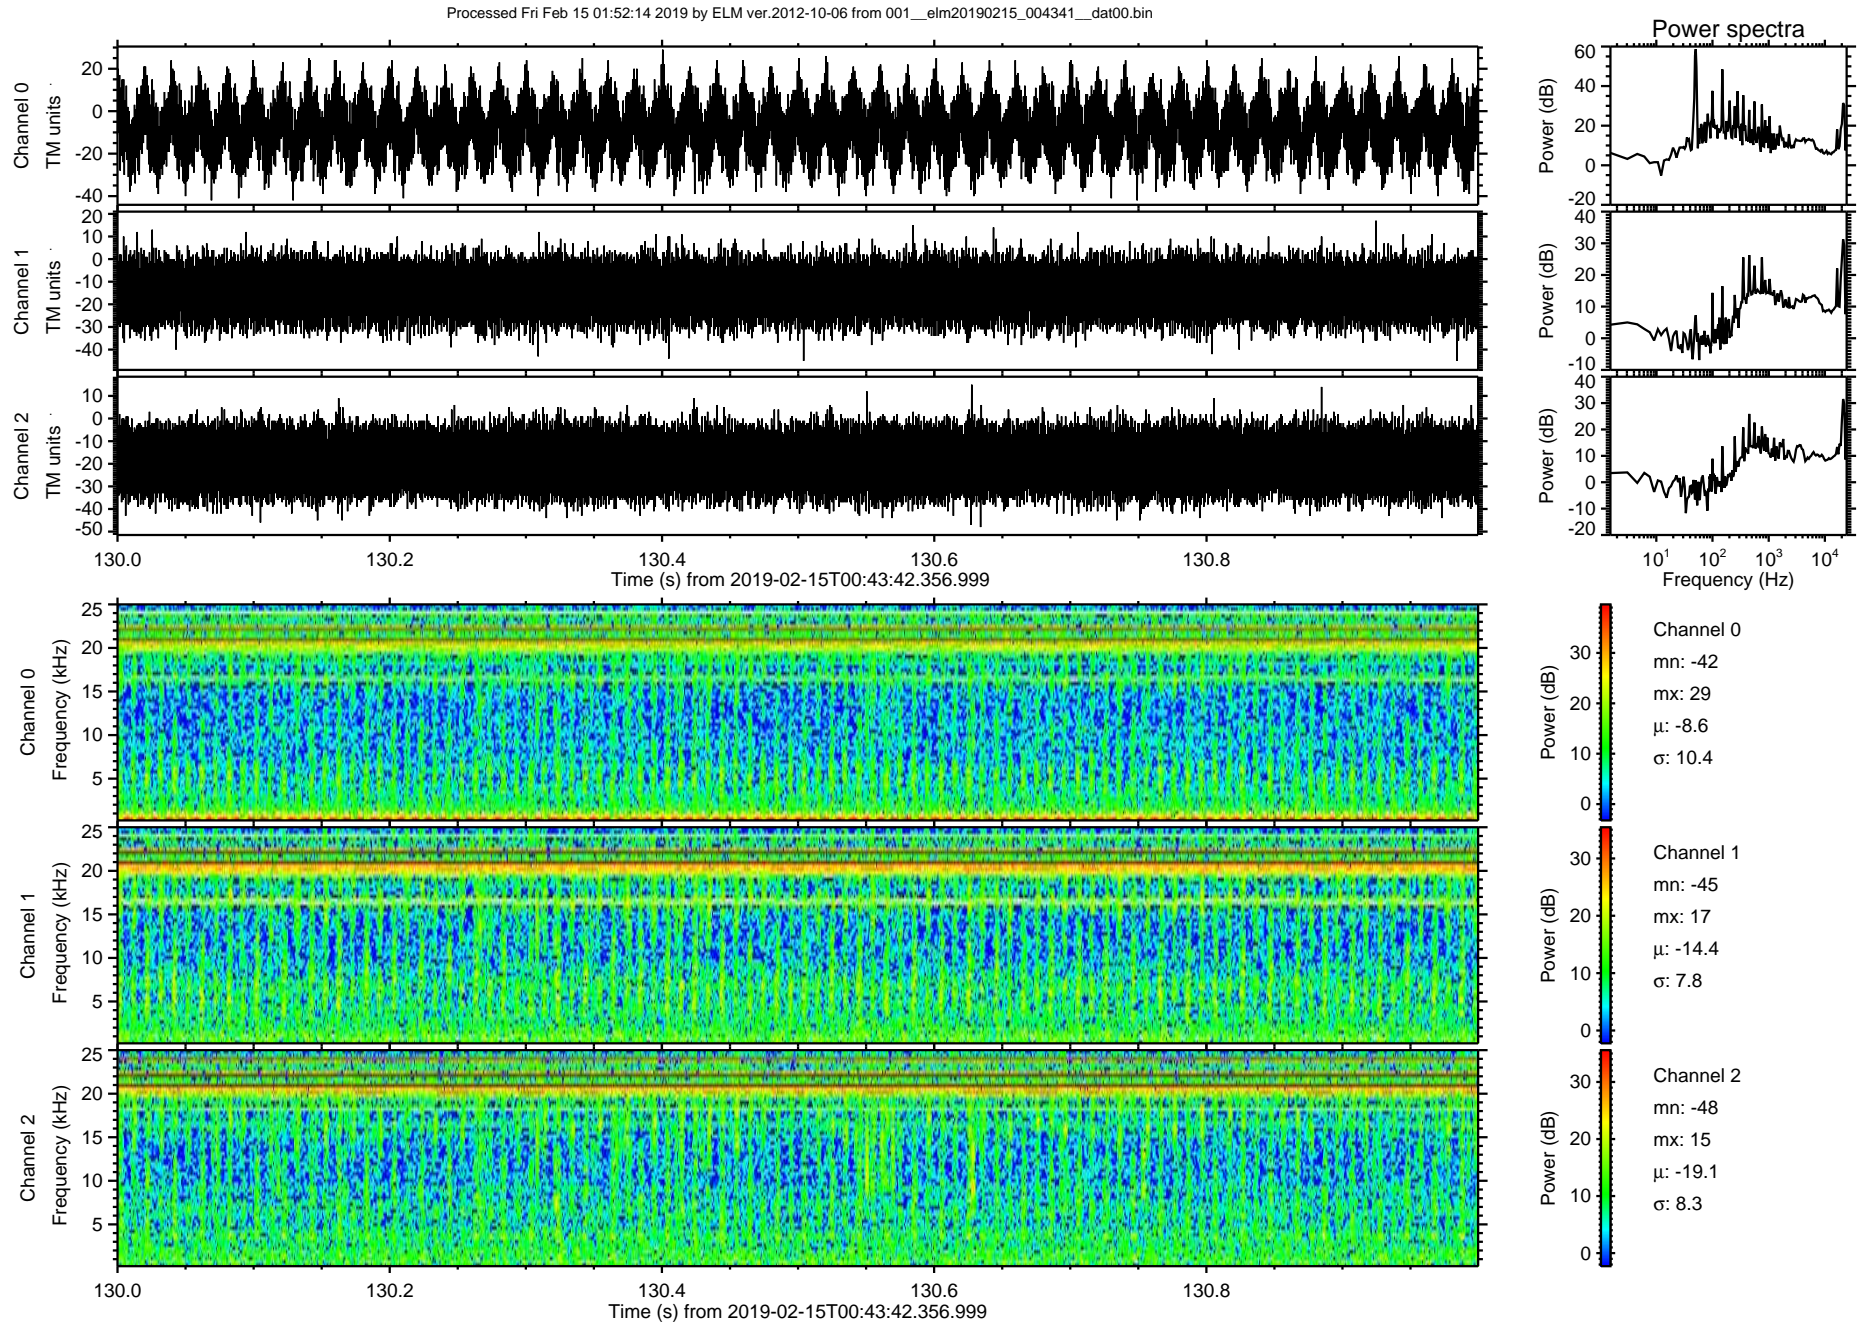 Processed Fri Feb 15 01:52:14 2019 by ELM ver.2012-10-06 from 001__elm20190215_004341__dat00.bin
Power spectra
Channel 0
TM units
20
0
-20
-40
Power (dB)
60
40
20
0
-20
Channel 1
TM units
20
10
0
-10
-20
-30
-40
Power (dB)
40
30
20
10
0
-10
Channel 2
TM units
10
0
-10
-20
-30
-40
-50
Power (dB)
40
30
20
10
0
-10
-20
130.0 130.2 130.4 130.6 130.8
Time (s) from 2019-02-15T00:43:42.356.999
10¹ 10² 10³ 10⁴
Frequency (Hz)
Channel 0
Frequency (kHz)
25
20
15
10
5
Power (dB)
30
20
10
0
Channel 0
mn: -42
mx: 29
μ: -8.6
σ: 10.4
Channel 1
Frequency (kHz)
25
20
15
10
5
Power (dB)
30
20
10
0
Channel 1
mn: -45
mx: 17
μ: -14.4
σ: 7.8
Channel 2
Frequency (kHz)
25
20
15
10
5
Power (dB)
30
20
10
0
Channel 2
mn: -48
mx: 15
μ: -19.1
σ: 8.3
130.0 130.2 130.4 130.6 130.8
Time (s) from 2019-02-15T00:43:42.356.999